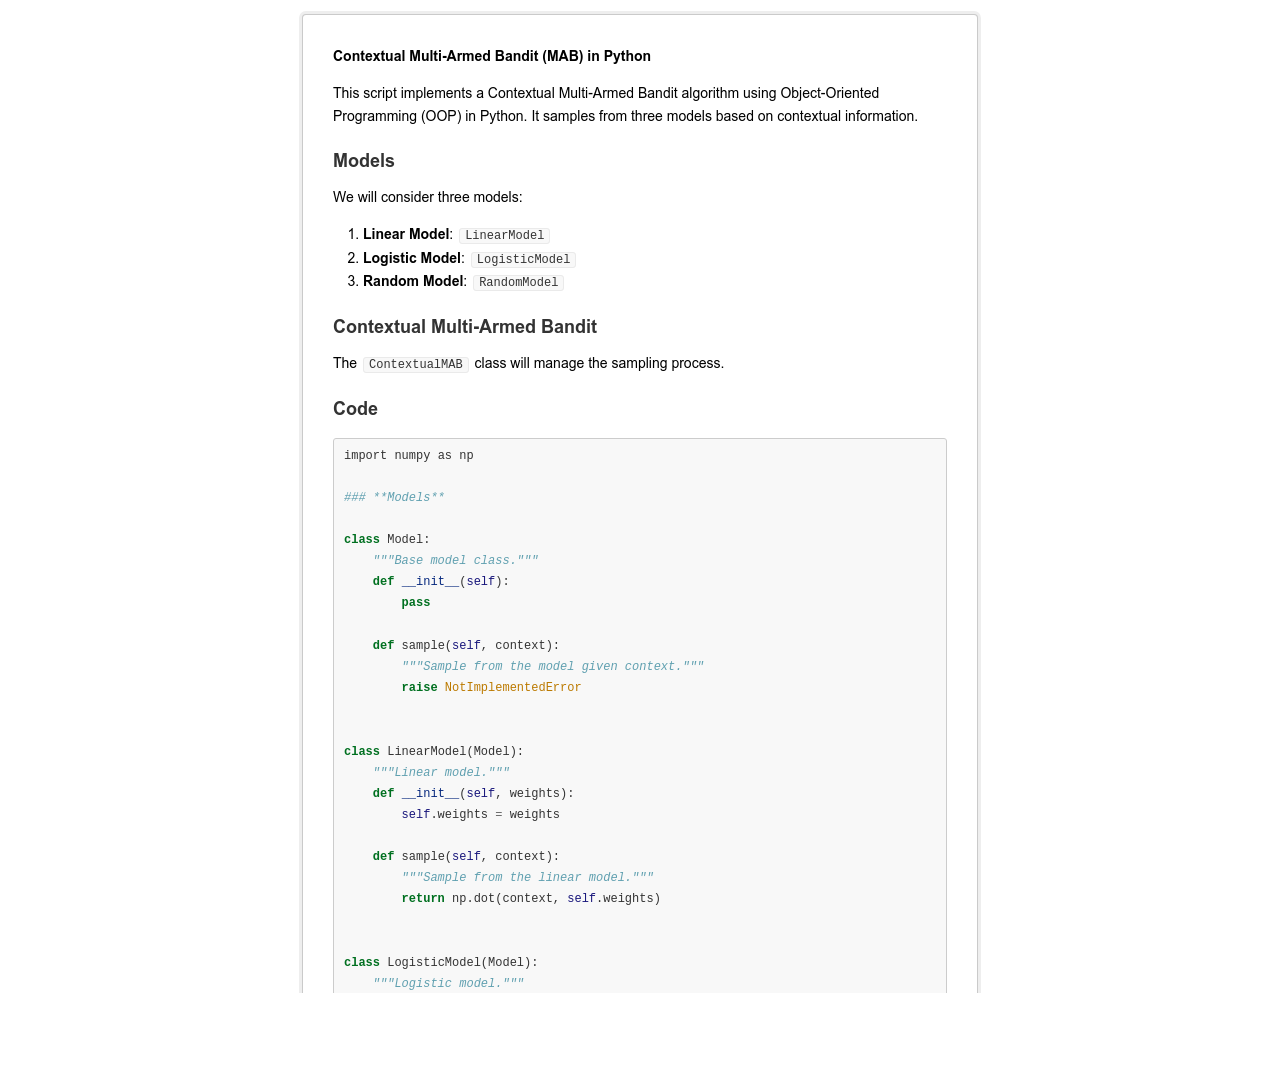 Contextual Multi-Armed Bandit (MAB) in Python
This script implements a Contextual Multi-Armed Bandit algorithm using Object-Oriented
Programming (OOP) in Python. It samples from three models based on contextual information.
Models
We will consider three models:
1. Linear Model: LinearModel
2. Logistic Model: LogisticModel
3. Random Model: RandomModel
Contextual Multi-Armed Bandit
The ContextualMAB class will manage the sampling process.
Code
import numpy as np
### **Models**
class Model:
    """Base model class."""
    def __init__(self):
        pass
    def sample(self, context):
        """Sample from the model given context."""
        raise NotImplementedError
class LinearModel(Model):
    """Linear model."""
    def __init__(self, weights):
        self.weights = weights
    def sample(self, context):
        """Sample from the linear model."""
        return np.dot(context, self.weights)
class LogisticModel(Model):
    """Logistic model."""